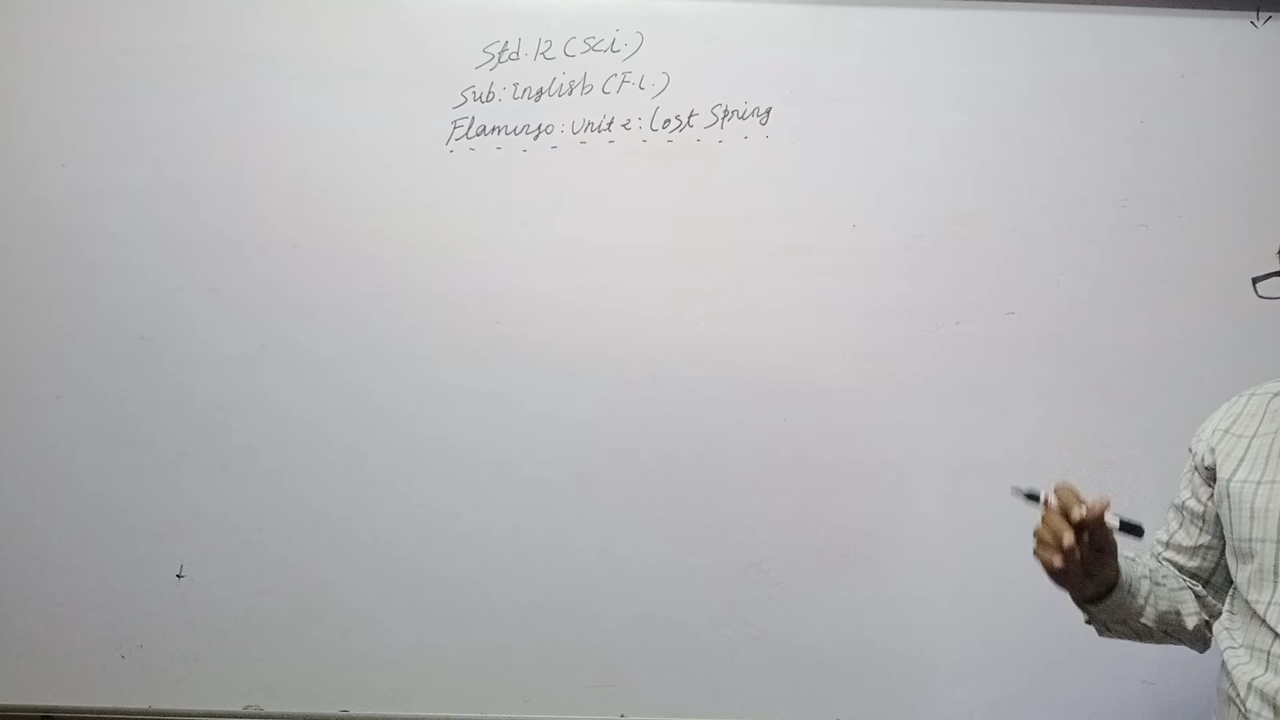 Std. 12 (Sci.)
Sub: English (F.L.)
Flamingo: Unit 2: Lost Spring